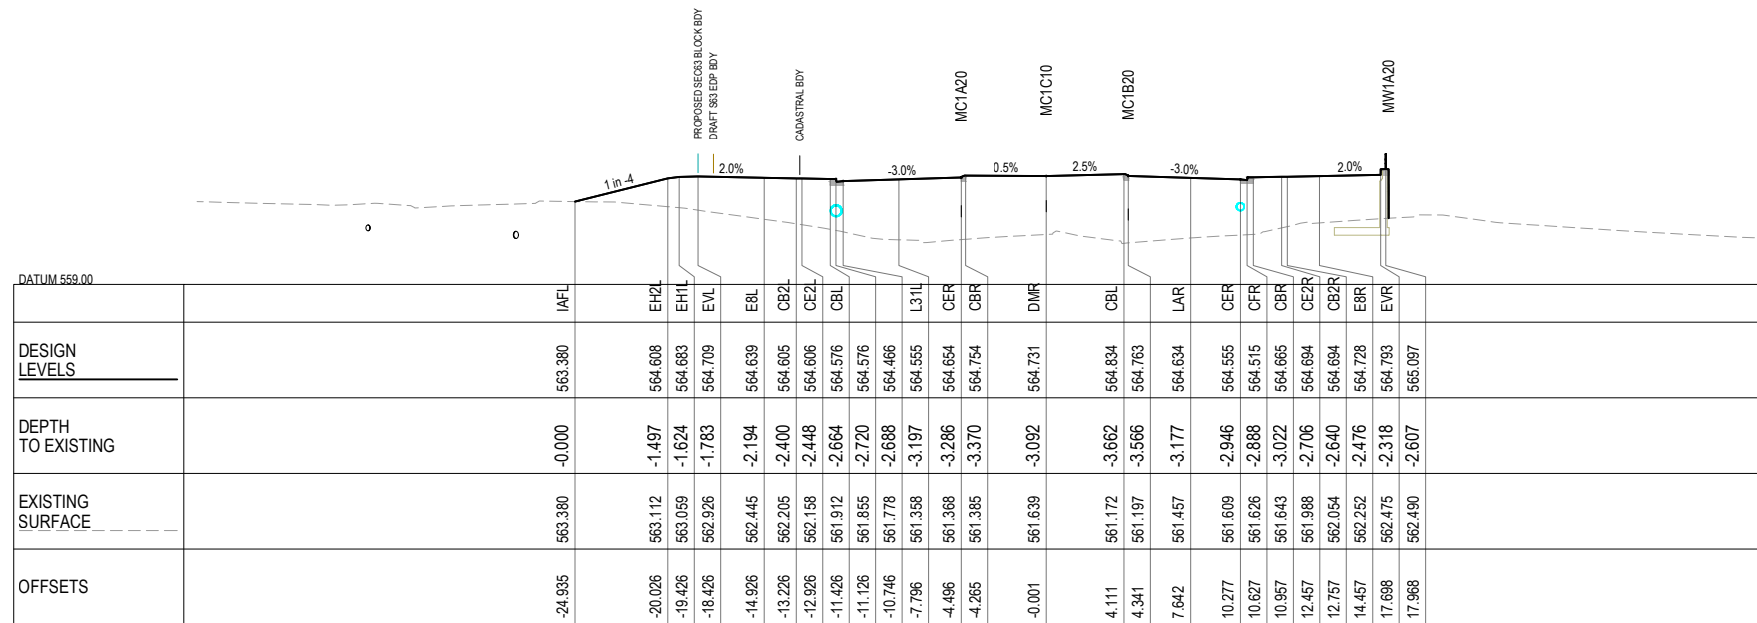 PROPOSED SEC63 BLOCK BDY
DRAFT S63 EDP BDY
CADASTRAL BDY
MC1A20
MC1C10
MC1B20
MW1A20
1 in -4
2.0%
-3.0%
0.5%
2.5%
-3.0%
2.0%
DATUM 559.00
IAFL EH2L EH1L EVL E8L CB2L CE2L CBL L31L CER CBR DMR CBL LAR CER CFR CBR CE2R CB2R E8R EVR
DESIGN
LEVELS
563.380 564.608 564.683 564.709 564.639 564.605 564.606 564.576 564.576 564.466 564.555 564.654 564.754 564.731 564.834 564.763 564.634 564.555 564.515 564.665 564.694 564.694 564.728 564.793 565.097
DEPTH
TO EXISTING
-0.000 -1.497 -1.624 -1.783 -2.194 -2.400 -2.448 -2.664 -2.720 -2.688 -3.197 -3.286 -3.370 -3.092 -3.662 -3.566 -3.177 -2.946 -2.888 -3.022 -2.706 -2.640 -2.476 -2.318 -2.607
EXISTING
SURFACE
563.380 563.112 563.059 562.926 562.445 562.205 562.158 561.912 561.855 561.778 561.358 561.368 561.385 561.639 561.172 561.197 561.457 561.609 561.626 561.643 561.988 562.054 562.252 562.475 562.490
OFFSETS
-24.935 -20.026 -19.426 -18.426 -14.926 -13.226 -12.926 -11.426 -11.126 -10.746 -7.796 -4.496 -4.265 -0.001 4.111 4.341 7.642 10.277 10.627 10.957 12.457 12.757 14.457 17.698 17.968